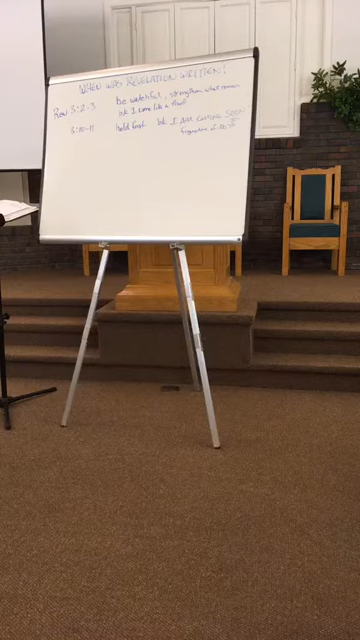 WHEN WAS REVELATION WRITTEN?
Rev 3:2-3 be watchful, strengthen what remain
I come like a thief
3:10-11 hold fast I AM COMING SOON